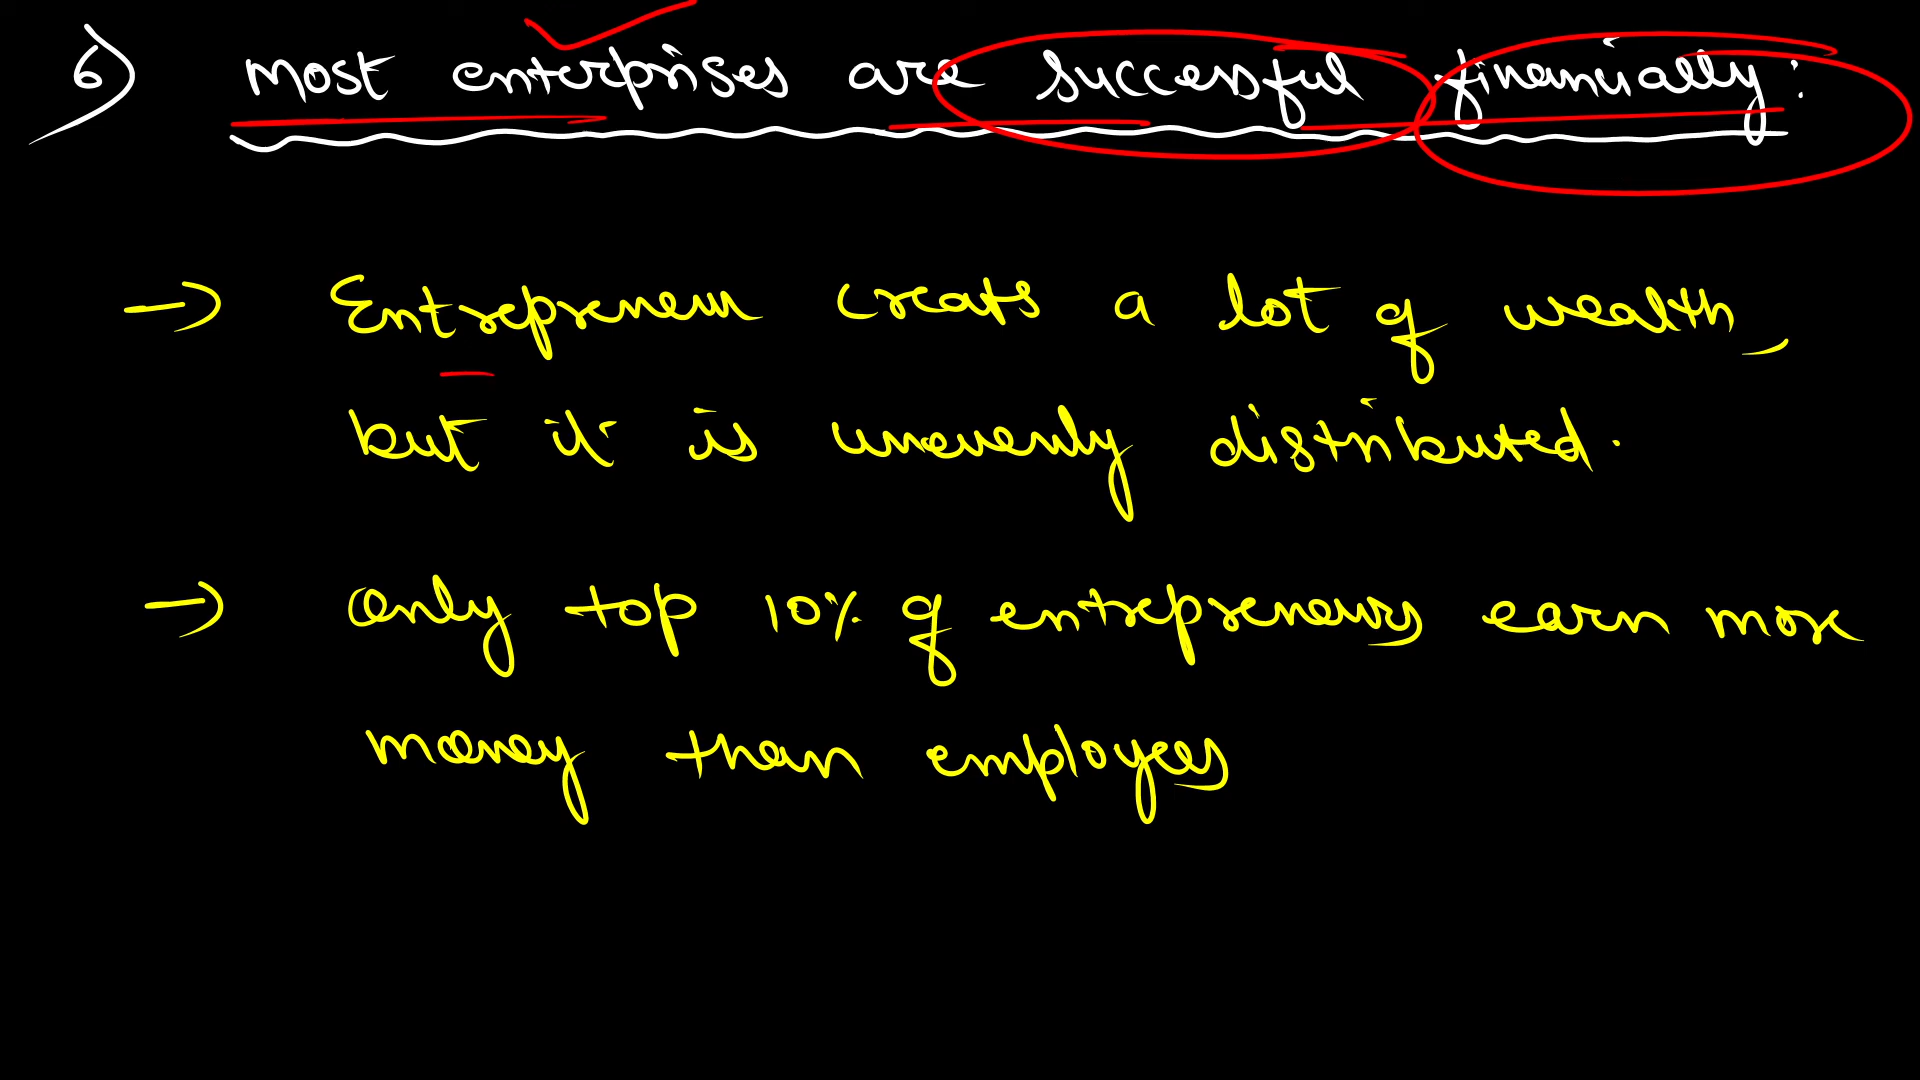 6) Most enterprises are successful financially:
→ Entrepreneur creats a lot of wealth,
but it is unevenly distributed.
→ Only top 10% of entrepreneurs earn more
money than employees